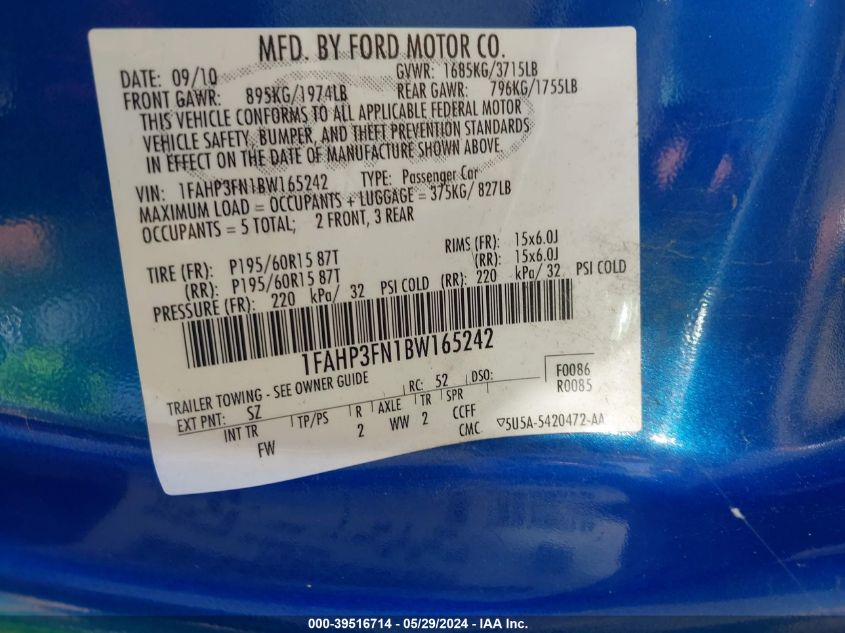 MFD. BY FORD MOTOR CO.
DATE: 09/10 GVWR: 1685KG/3715LB
FRONT GAWR: 895KG/1974LB REAR GAWR: 796KG/1755LB
THIS VEHICLE CONFORMS TO ALL APPLICABLE FEDERAL MOTOR
VEHICLE SAFETY, BUMPER, AND THEFT PREVENTION STANDARDS
IN EFFECT ON THE DATE OF MANUFACTURE SHOWN ABOVE.
VIN: 1FAHP3FN1BW165242 TYPE: Passenger Car
MAXIMUM LOAD = OCCUPANTS + LUGGAGE = 375KG/827LB
OCCUPANTS = 5 TOTAL; 2 FRONT, 3 REAR
TIRE (FR): P195/60R15 87T RIMS (FR): 15x6.0J
(RR): P195/60R15 87T (RR): 15x6.0J
PRESSURE (FR): 220 kPa/ 32 PSI COLD (RR): 220 kPa/ 32 PSI COLD
1FAHP3FN1BW165242
TRAILER TOWING - SEE OWNER GUIDE RC: 52 DSO: F0086
EXT PNT: SZ R0085
INT TR TP/PS R AXLE TR SPR
FW 2 WW 2 CCFF
CMC ▽5U5A-5420472-AA
000-39516714 - 05/29/2024 - IAA Inc.